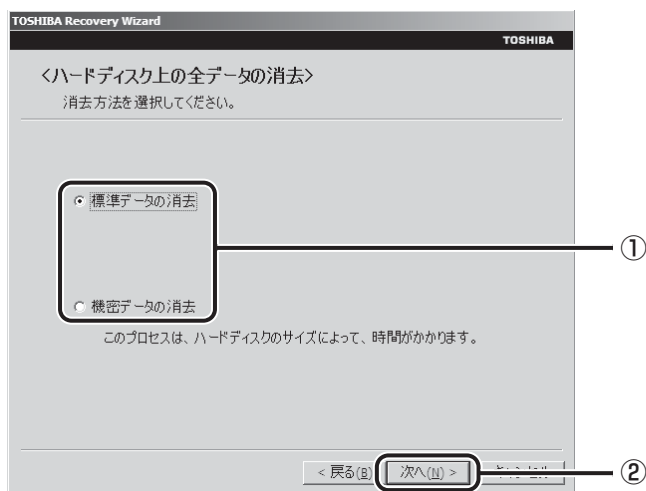 TOSHIBA Recovery Wizard
TOSHIBA
<ハードディスク上の全データの消去>
消去方法を選択してください。
標準データの消去
①
機密データの消去
このプロセスは、ハードディスクのサイズによって、時間がかかります。
< 戻る(B) 次へ(N) >
②